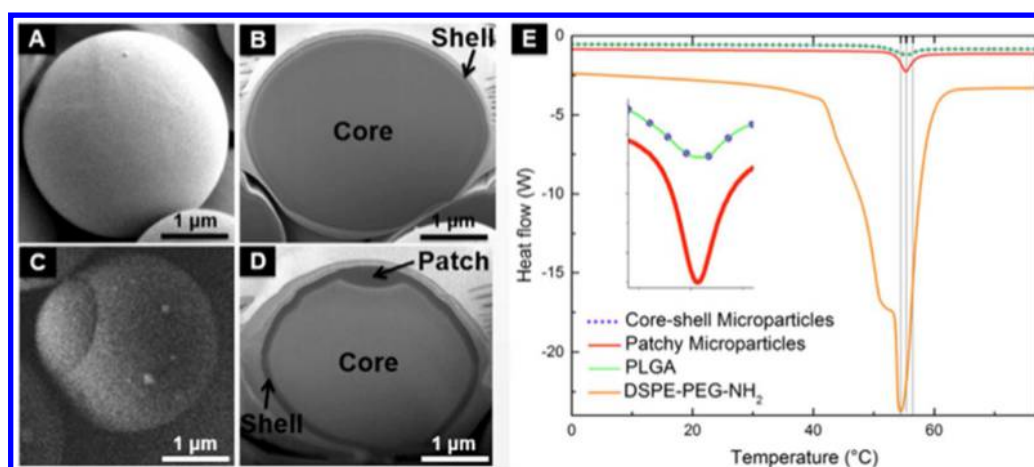 A
Shell
Core
1 µm
B
1 µm
C
1 µm
D
Patch
Core
Shell
1 µm
E
0
-5
-10
-15
-20
Heat flow (W)
Core-shell Microparticles
Patchy Microparticles
PLGA
DSPE-PEG-NH₂
0
20
40
60
Temperature (°C)